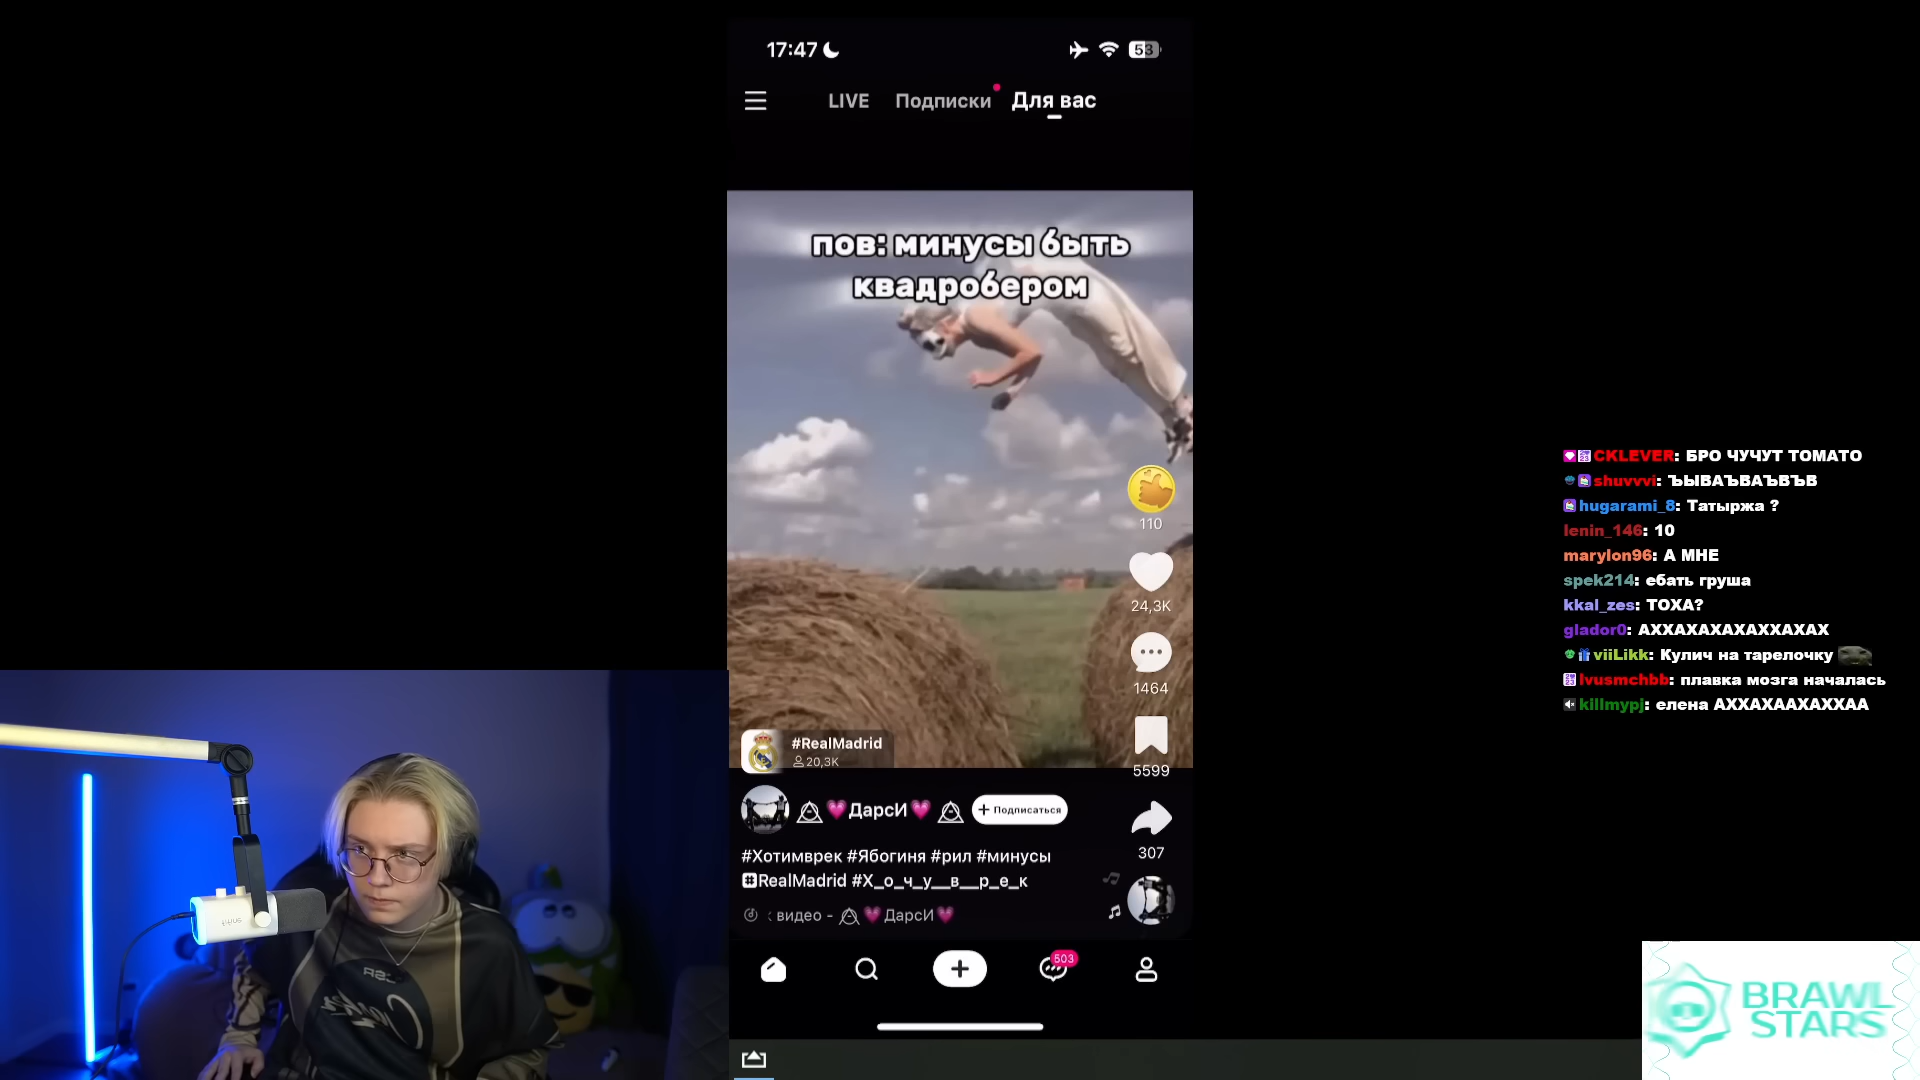 17:47
53
LIVE Подписки Для вас
пов: минусы быть
квадробером
110
24,3K
1464
5599
307
#RealMadrid
20,3K
ДарсИ
+ Подписаться
#Хотимврек #Ябогиня #рил #минусы
#RealMadrid #Х_о_ч_у__в__р_е_к
видео - ДарсИ
503
CKLEVER: БРО ЧУЧУТ TOMATO
shuvvvi: ЪЫВАЪВАЪВЪВ
hugarami_8: Татыржа ?
lenin_146: 10
marylon96: А МНЕ
spek214: ебать груша
kkal_zes: ТОХА?
glador0: АХХАХАХАХАХХАХАХ
viiLikk: Кулич на тарелочку
lvusmchbb: плавка мозга началась
killmypj: елена АХХАХААХАХХАА
BRAWL
STARS